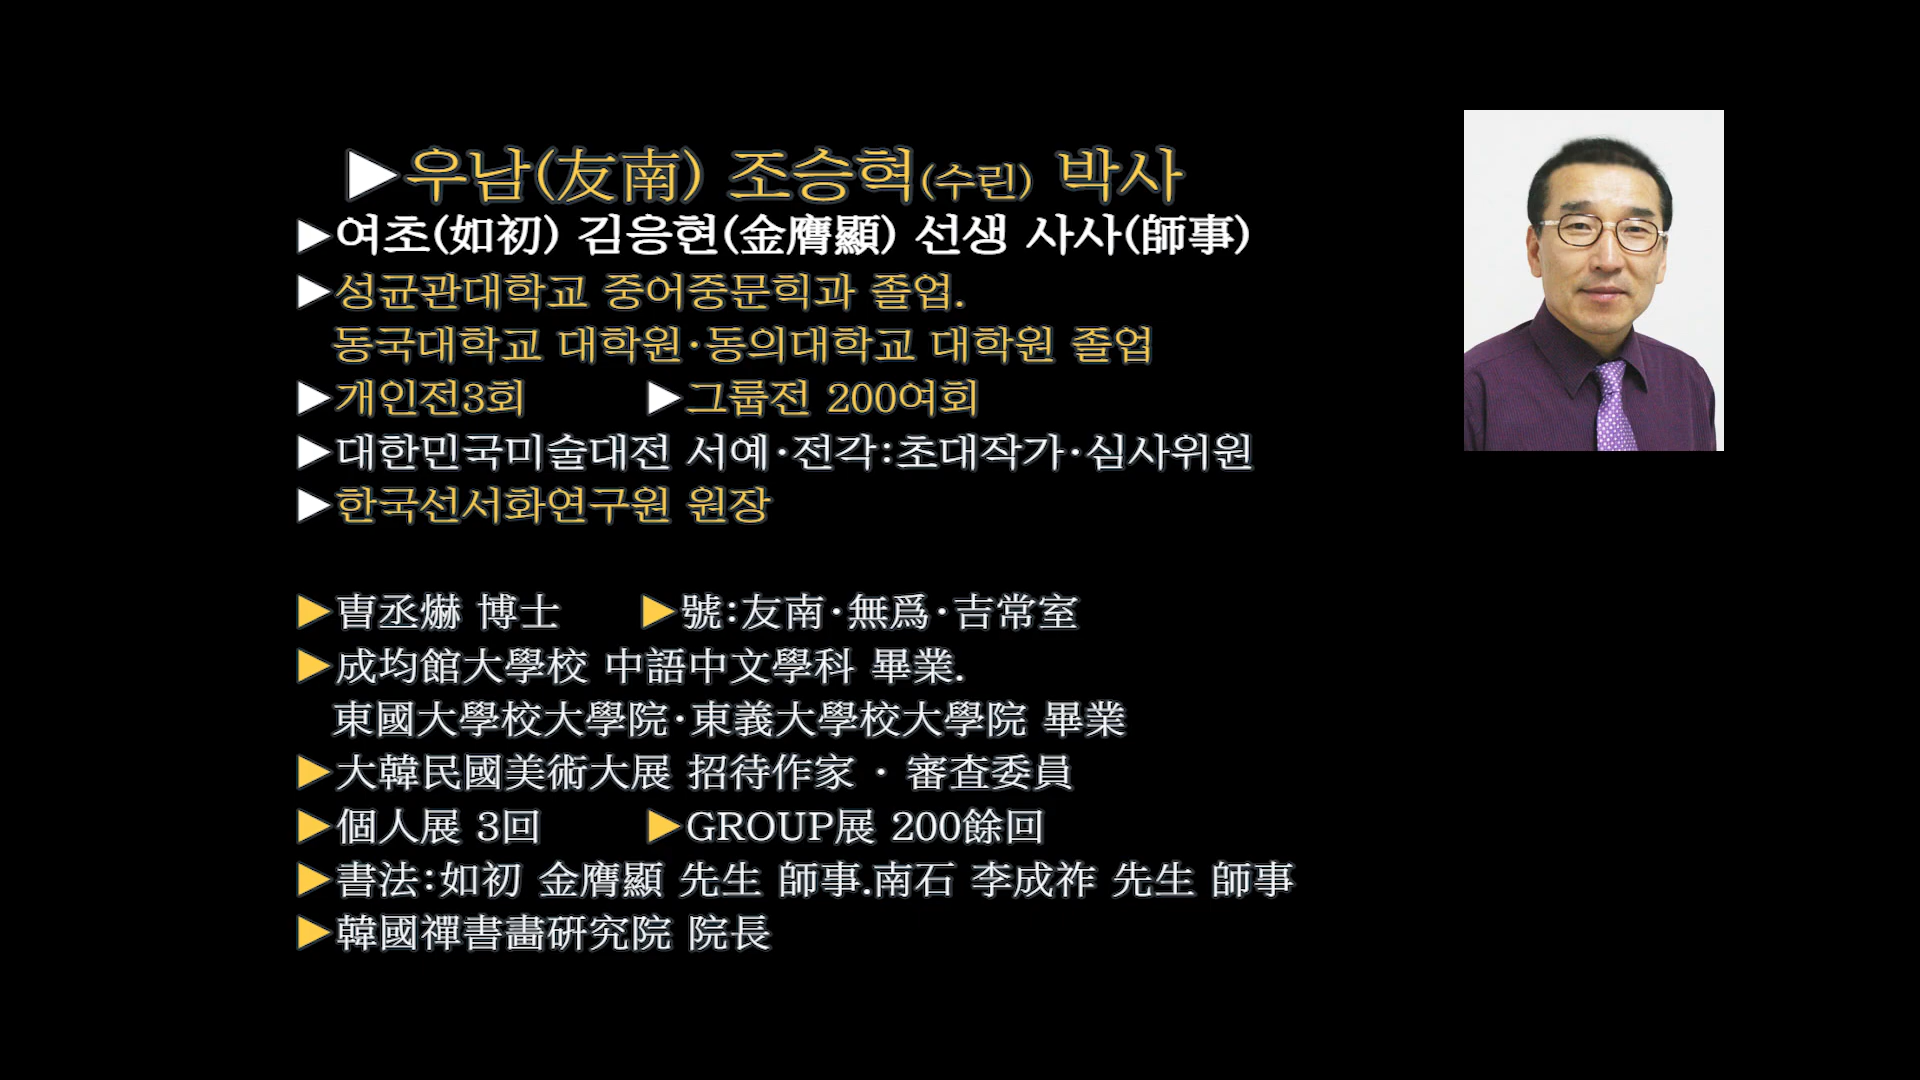 ▶우남(友南) 조승혁(수린) 박사
▶여초(如初) 김응현(金膺顯) 선생 사사(師事)
▶성균관대학교 중어중문힉과 졸업.
동국대학교 대학원·동의대학교 대학원 졸업
▶개인전3회 ▶그룹전 200여회
▶대한민국미술대전 서예·전각:초대작가·심사위원
▶한국선서화연구원 원장
▶曺丞爀 博士 ▶號:友南·無爲·吉常室
▶成均館大學校 中語中文學科 畢業.
東國大學校大學院·東義大學校大學院 畢業
▶大韓民國美術大展 招待作家 · 審査委員
▶個人展 3回 ▶GROUP展 200餘回
▶書法:如初 金膺顯 先生 師事.南石 李成祚 先生 師事
▶韓國禪書畵硏究院 院長